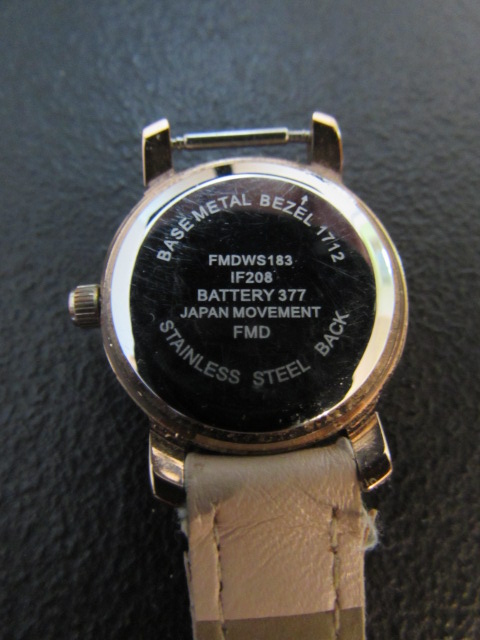 BASE METAL BEZEL 1712
FMDWS183
IF208
BATTERY 377
JAPAN MOVEMENT
FMD
STAINLESS STEEL BACK